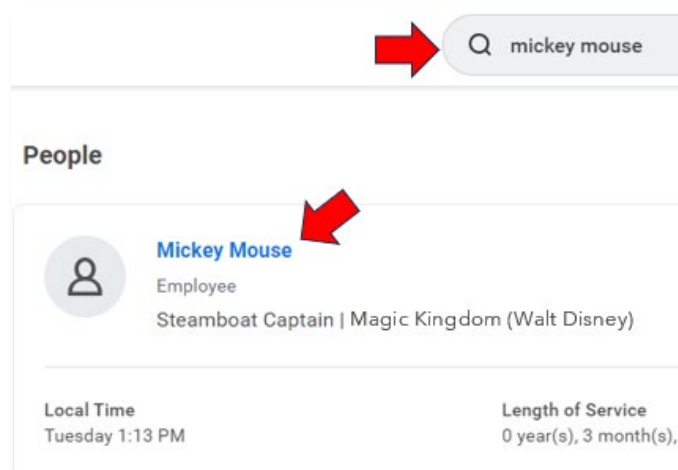 mickey mouse
People
Mickey Mouse
Employee
Steamboat Captain | Magic Kingdom (Walt Disney)
Local Time
Tuesday 1:13 PM
Length of Service
0 year(s), 3 month(s),